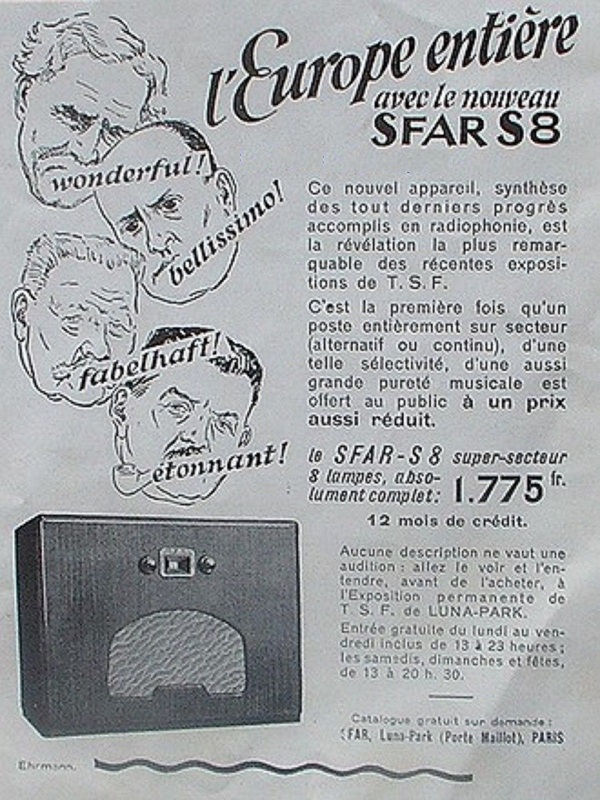 l'Europe entière
avec le nouveau
SFAR S8
wonderful!
bellissimo!
fabelhaft!
étonnant!
Ce nouvel appareil, synthèse
des tout derniers progrès
accomplis en radiophonie, est
la révélation la plus remar-
quable des récentes exposi-
tions de T. S. F.
C'est la première fois qu'un
poste entièrement sur secteur
(alternatif ou continu), d'une
telle sélectivité, d'une aussi
grande pureté musicale est
offert au public à un prix
aussi réduit.
le SFAR-S8 super-secteur
8 lampes, abso-
lument complet: 1.775 fr.
12 mois de crédit.
Aucune description ne vaut une
audition : allez le voir et l'en-
tendre, avant de l'acheter, à
l'Exposition permanente de
T. S. F. de LUNA-PARK.
Entrée gratuite du lundi au ven-
dredi inclus de 13 à 23 heures;
les samedis, dimanches et fêtes,
de 13 à 20 h. 30.
Catalogue gratuit sur demande :
SFAR, Luna-Park (Porte Maillot), PARIS
Ehrmann.